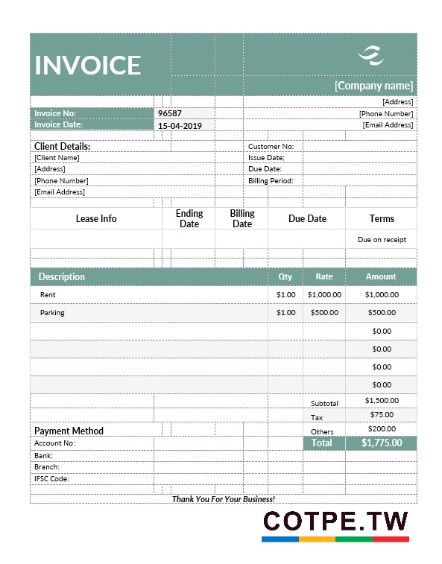 INVOICE
[Company name]
[Address]
Invoice No: 96587 [Phone Number]
Invoice Date: 15-04-2019 [Email Address]
Client Details: Customer No:
[Client Name] Issue Date;
[Address] Due Date:
[Phone Number] Billing Period:
[Email Address]
Lease Info Ending Date Billing Date Due Date Terms
Due on receipt
Description Qty Rate Amount
Rent $1.00 $1,000.00 $1,000.00
Parking $1.00 $500.00 $500.00
$0.00
$0.00
$0.00
$0.00
Subtotal $1,500.00
Tax $75.00
Payment Method Others $200.00
Account No: Total $1,775.00
Bank:
Branch:
IFSC Code:
Thank You For Your Business!
COTPE.TW